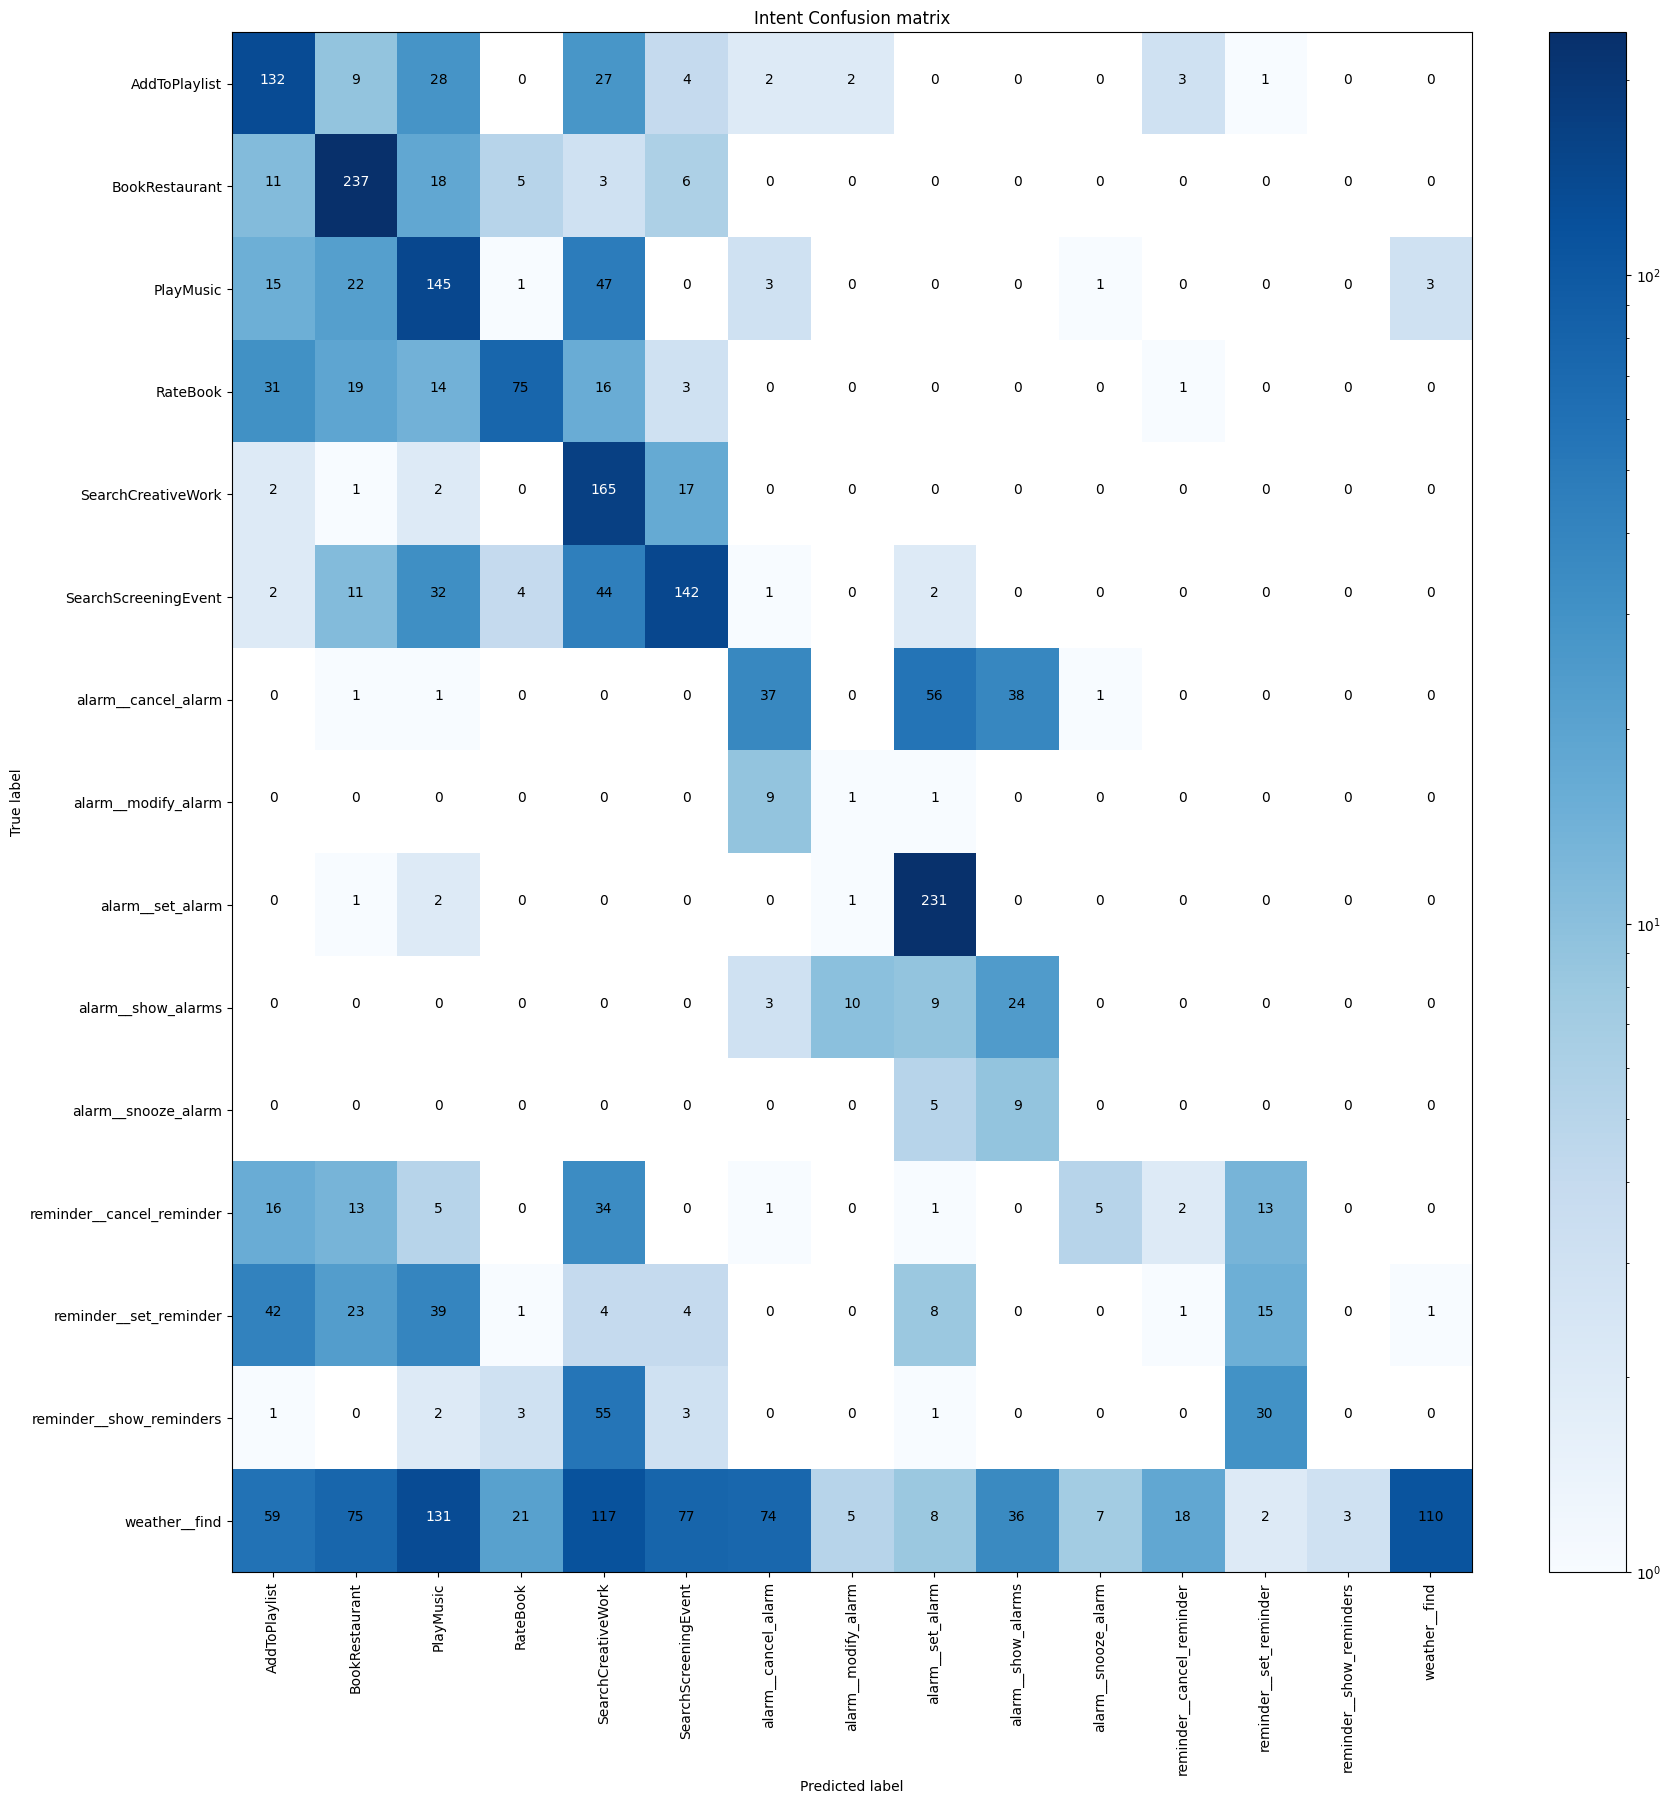 Intent Confusion matrix
AddToPlaylist 132 9 28 0 27 4 2 2 0 0 0 3 1 0 0
BookRestaurant 11 237 18 5 3 6 0 0 0 0 0 0 0 0 0
PlayMusic 15 22 145 1 47 0 3 0 0 0 1 0 0 0 3
10²
RateBook 31 19 14 75 16 3 0 0 0 0 0 1 0 0 0
SearchCreativeWork 2 1 2 0 165 17 0 0 0 0 0 0 0 0 0
SearchScreeningEvent 2 11 32 4 44 142 1 0 2 0 0 0 0 0 0
alarm__cancel_alarm 0 1 1 0 0 0 37 0 56 38 1 0 0 0 0
True label
alarm__modify_alarm 0 0 0 0 0 0 9 1 1 0 0 0 0 0 0
alarm__set_alarm 0 1 2 0 0 0 0 1 231 0 0 0 0 0 0
10¹
alarm__show_alarms 0 0 0 0 0 0 3 10 9 24 0 0 0 0 0
alarm__snooze_alarm 0 0 0 0 0 0 0 0 5 9 0 0 0 0 0
reminder__cancel_reminder 16 13 5 0 34 0 1 0 1 0 5 2 13 0 0
reminder__set_reminder 42 23 39 1 4 4 0 0 8 0 0 1 15 0 1
reminder__show_reminders 1 0 2 3 55 3 0 0 1 0 0 0 30 0 0
weather__find 59 75 131 21 117 77 74 5 8 36 7 18 2 3 110
10⁰
AddToPlaylist
BookRestaurant
PlayMusic
RateBook
SearchCreativeWork
SearchScreeningEvent
alarm__cancel_alarm
alarm__modify_alarm
alarm__set_alarm
alarm__show_alarms
alarm__snooze_alarm
reminder__cancel_reminder
reminder__set_reminder
reminder__show_reminders
weather__find
Predicted label